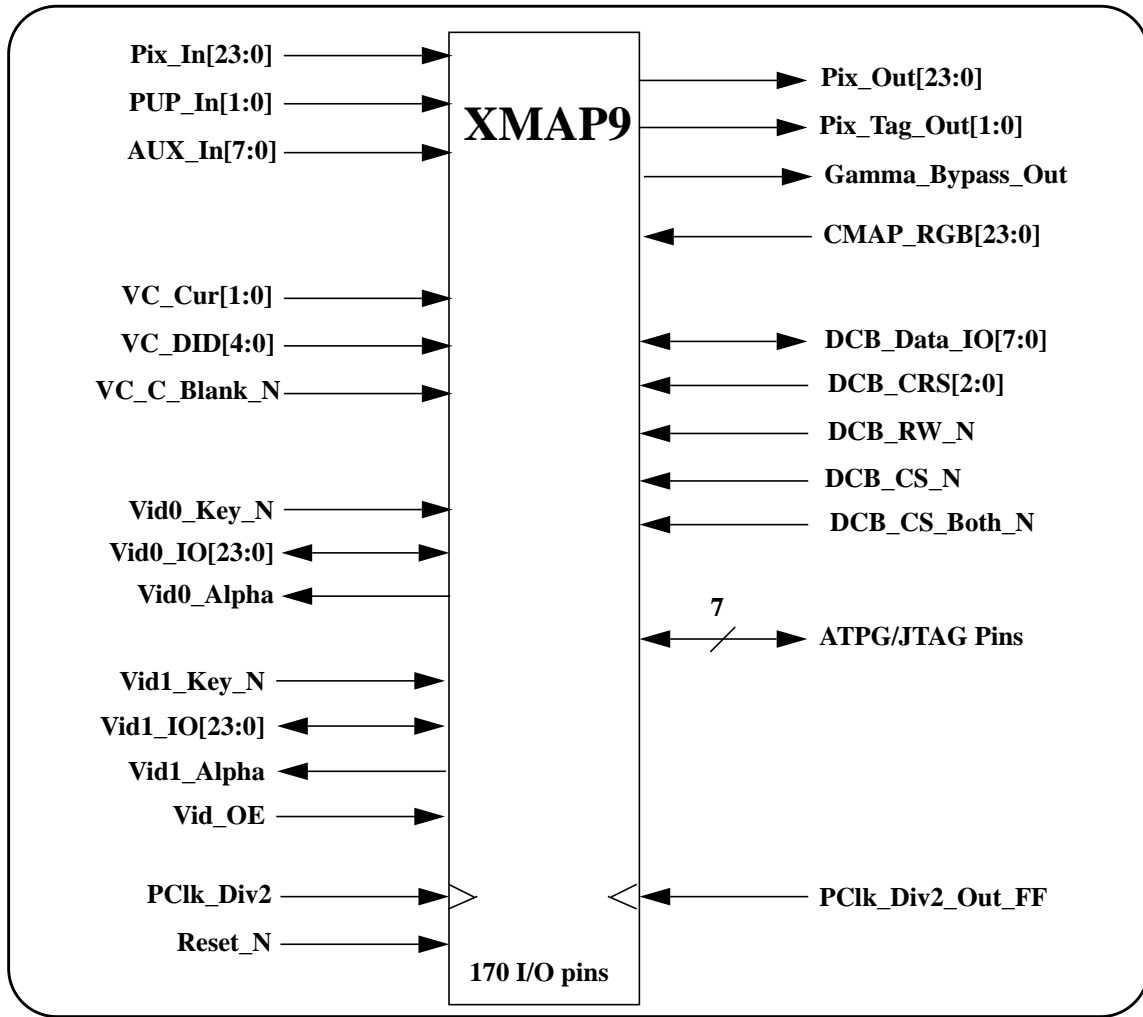 XMAP9
Pix_In[23:0]
PUP_In[1:0]
AUX_In[7:0]
VC_Cur[1:0]
VC_DID[4:0]
VC_C_Blank_N
Vid0_Key_N
Vid0_IO[23:0]
Vid0_Alpha
Vid1_Key_N
Vid1_IO[23:0]
Vid1_Alpha
Vid_OE
PClk_Div2
Reset_N
Pix_Out[23:0]
Pix_Tag_Out[1:0]
Gamma_Bypass_Out
CMAP_RGB[23:0]
DCB_Data_IO[7:0]
DCB_CRS[2:0]
DCB_RW_N
DCB_CS_N
DCB_CS_Both_N
7
ATPG/JTAG Pins
PClk_Div2_Out_FF
170 I/O pins